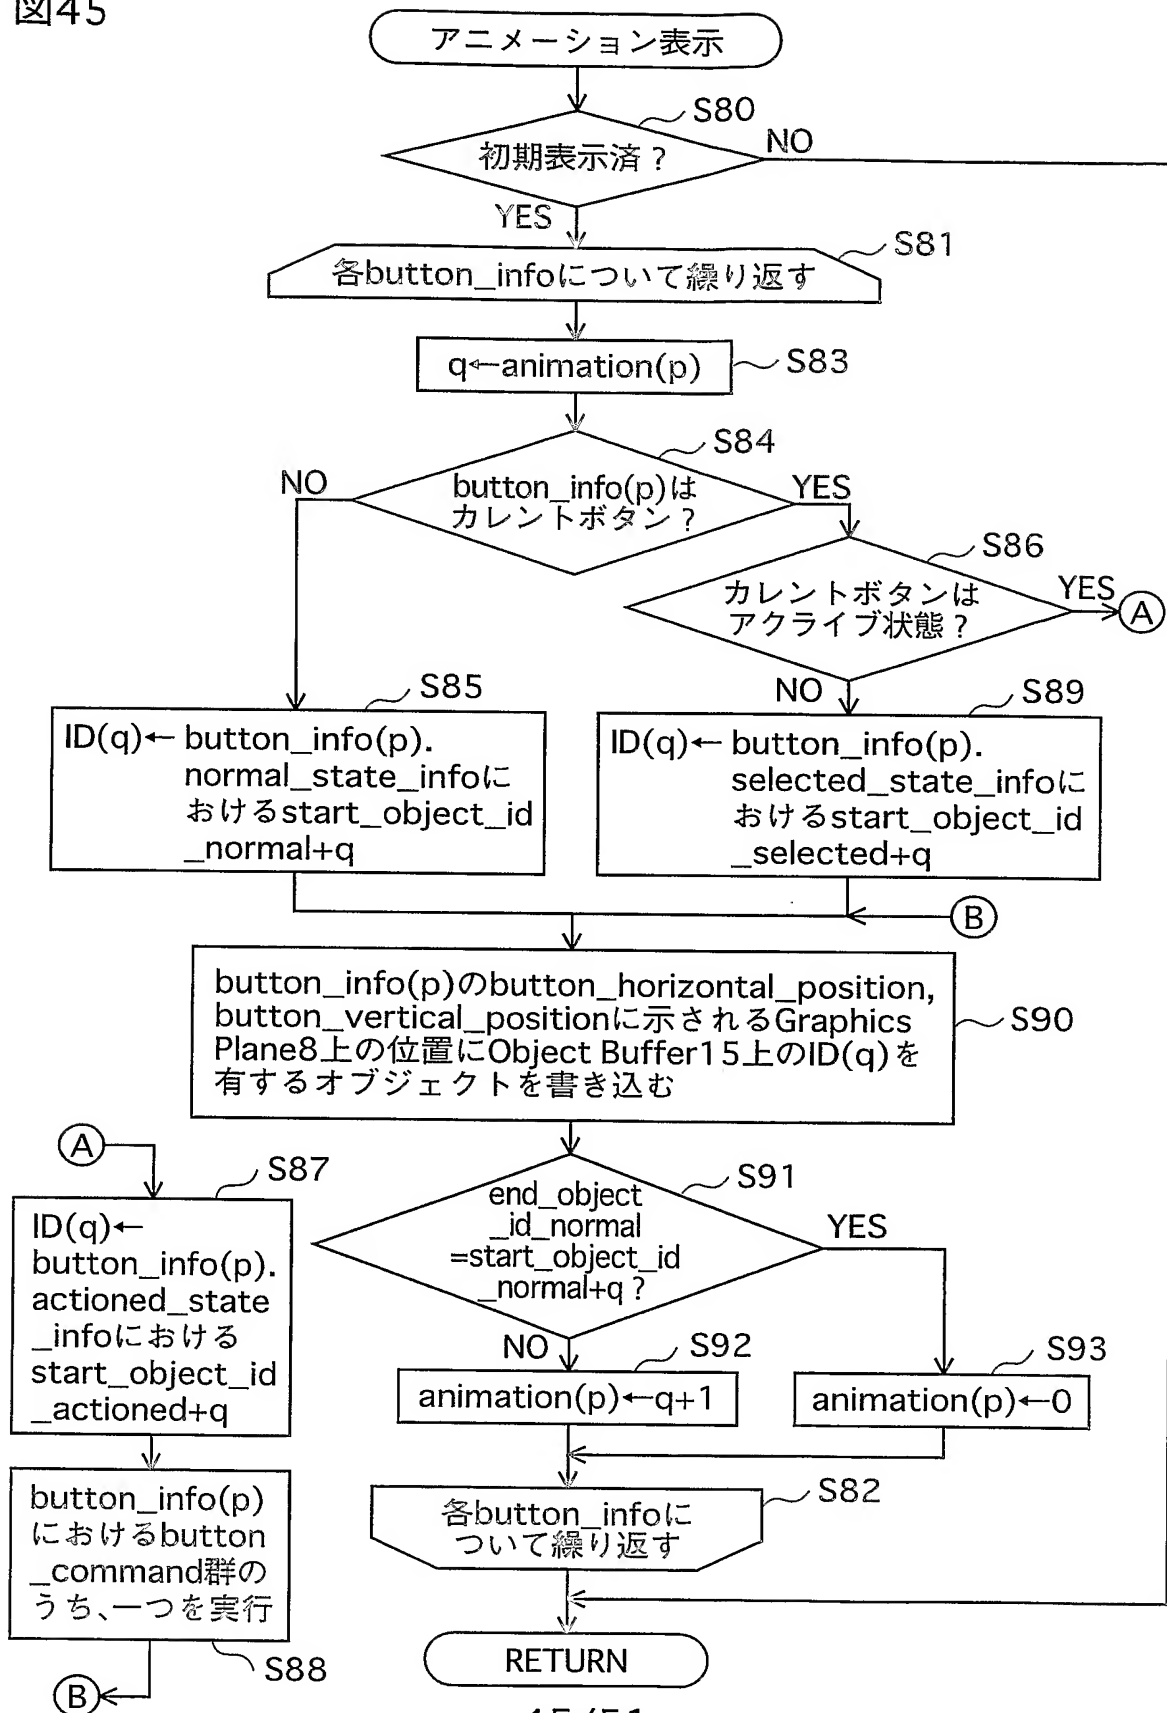 図45
アニメーション表示
S80
初期表示済？
NO
YES
S81
各button_infoについて繰り返す
q←animation(p)
S83
S84
button_info(p)は
カレントボタン？
NO
YES
S86
カレントボタンは
アクライブ状態？
YES
A
NO
S85
ID(q)← button_info(p).
normal_state_infoに
おけるstart_object_id
_normal+q
S89
ID(q)← button_info(p).
selected_state_infoに
おけるstart_object_id
_selected+q
B
button_info(p)のbutton_horizontal_position,
button_vertical_positionに示されるGraphics
Plane8上の位置にObject Buffer15上のID(q)を
有するオブジェクトを書き込む
S90
A
S87
ID(q)←
button_info(p).
actioned_state
_infoにおける
start_object_id
_actioned+q
button_info(p)
におけるbutton
_command群の
うち、一つを実行
S88
B
S91
end_object
_id_normal
=start_object_id
_normal+q？
YES
NO
S92
animation(p)←q+1
S93
animation(p)←0
S82
各button_infoに
ついて繰り返す
RETURN
45/51